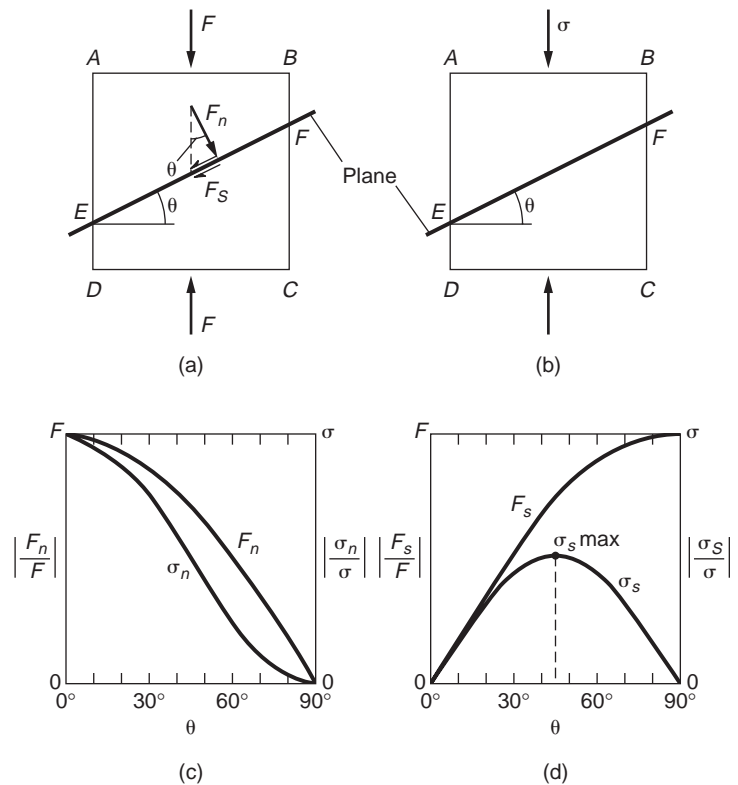 F σ
A B A B
F_n
θ F F
F_S Plane
E θ E θ
D C D C
F
(a) (b)
F σ F σ
F_s
|F_n/F| F_n |σ_n/σ| |F_s/F| σ_s max |σ_S/σ|
σ_n σ_s
0 0 0 0
0° 30° 60° 90° 0° 30° 60° 90°
θ θ
(c) (d)